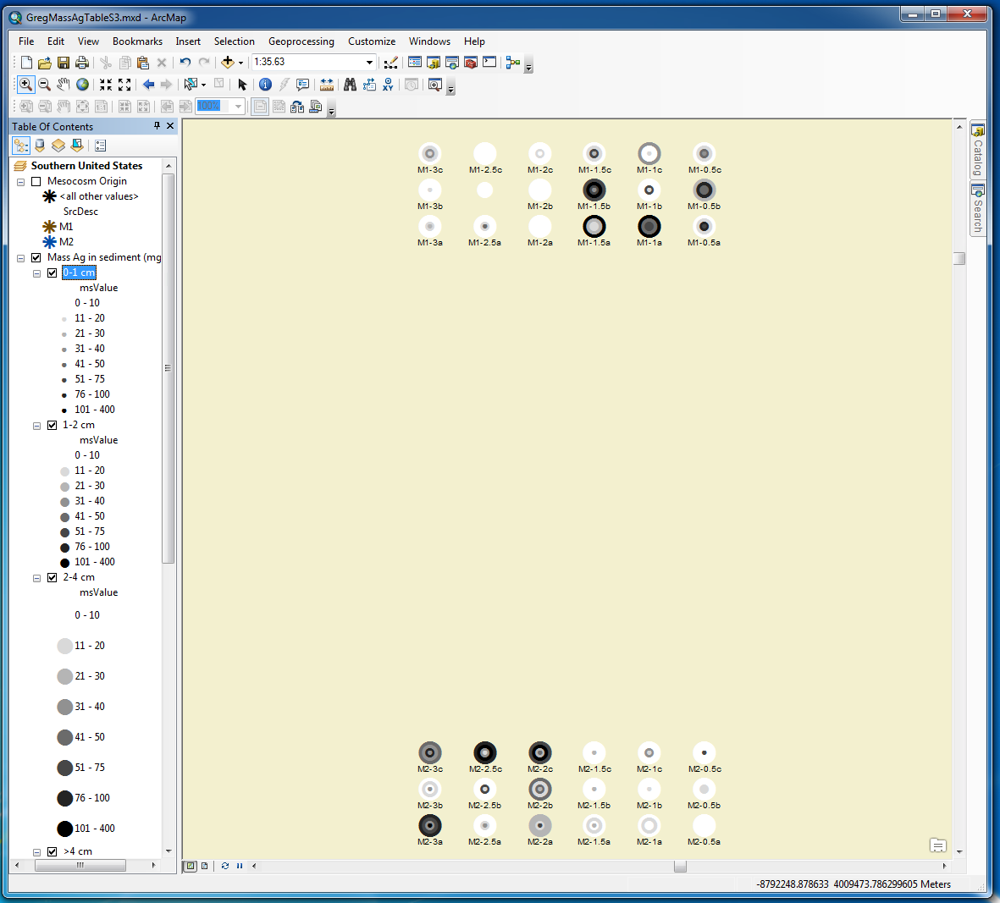 GregMassAgTableS3.mxd - ArcMap
File Edit View Bookmarks Insert Selection Geoprocessing Customize Windows Help
1:35.63
XY
1:1
100%
Table Of Contents
Southern United States
Mesocosm Origin
<all other values>
SrcDesc
M1
M2
Mass Ag in sediment (mg
0-1 cm
msValue
0 - 10
11 - 20
21 - 30
31 - 40
41 - 50
51 - 75
76 - 100
101 - 400
1-2 cm
msValue
0 - 10
11 - 20
21 - 30
31 - 40
41 - 50
51 - 75
76 - 100
101 - 400
2-4 cm
msValue
0 - 10
11 - 20
21 - 30
31 - 40
41 - 50
51 - 75
76 - 100
101 - 400
>4 cm
M1-3c M1-2.5c M1-2c M1-1.5c M1-1c M1-0.5c
M1-3b M1-2b M1-1.5b M1-1b M1-0.5b
M1-3a M1-2.5a M1-2a M1-1.5a M1-1a M1-0.5a
M2-3c M2-2.5c M2-2c M2-1.5c M2-1c M2-0.5c
M2-3b M2-2.5b M2-2b M2-1.5b M2-1b M2-0.5b
M2-3a M2-2.5a M2-2a M2-1.5a M2-1a M2-0.5a
Catalog
Search
-8792248.878633 4009473.786299605 Meters